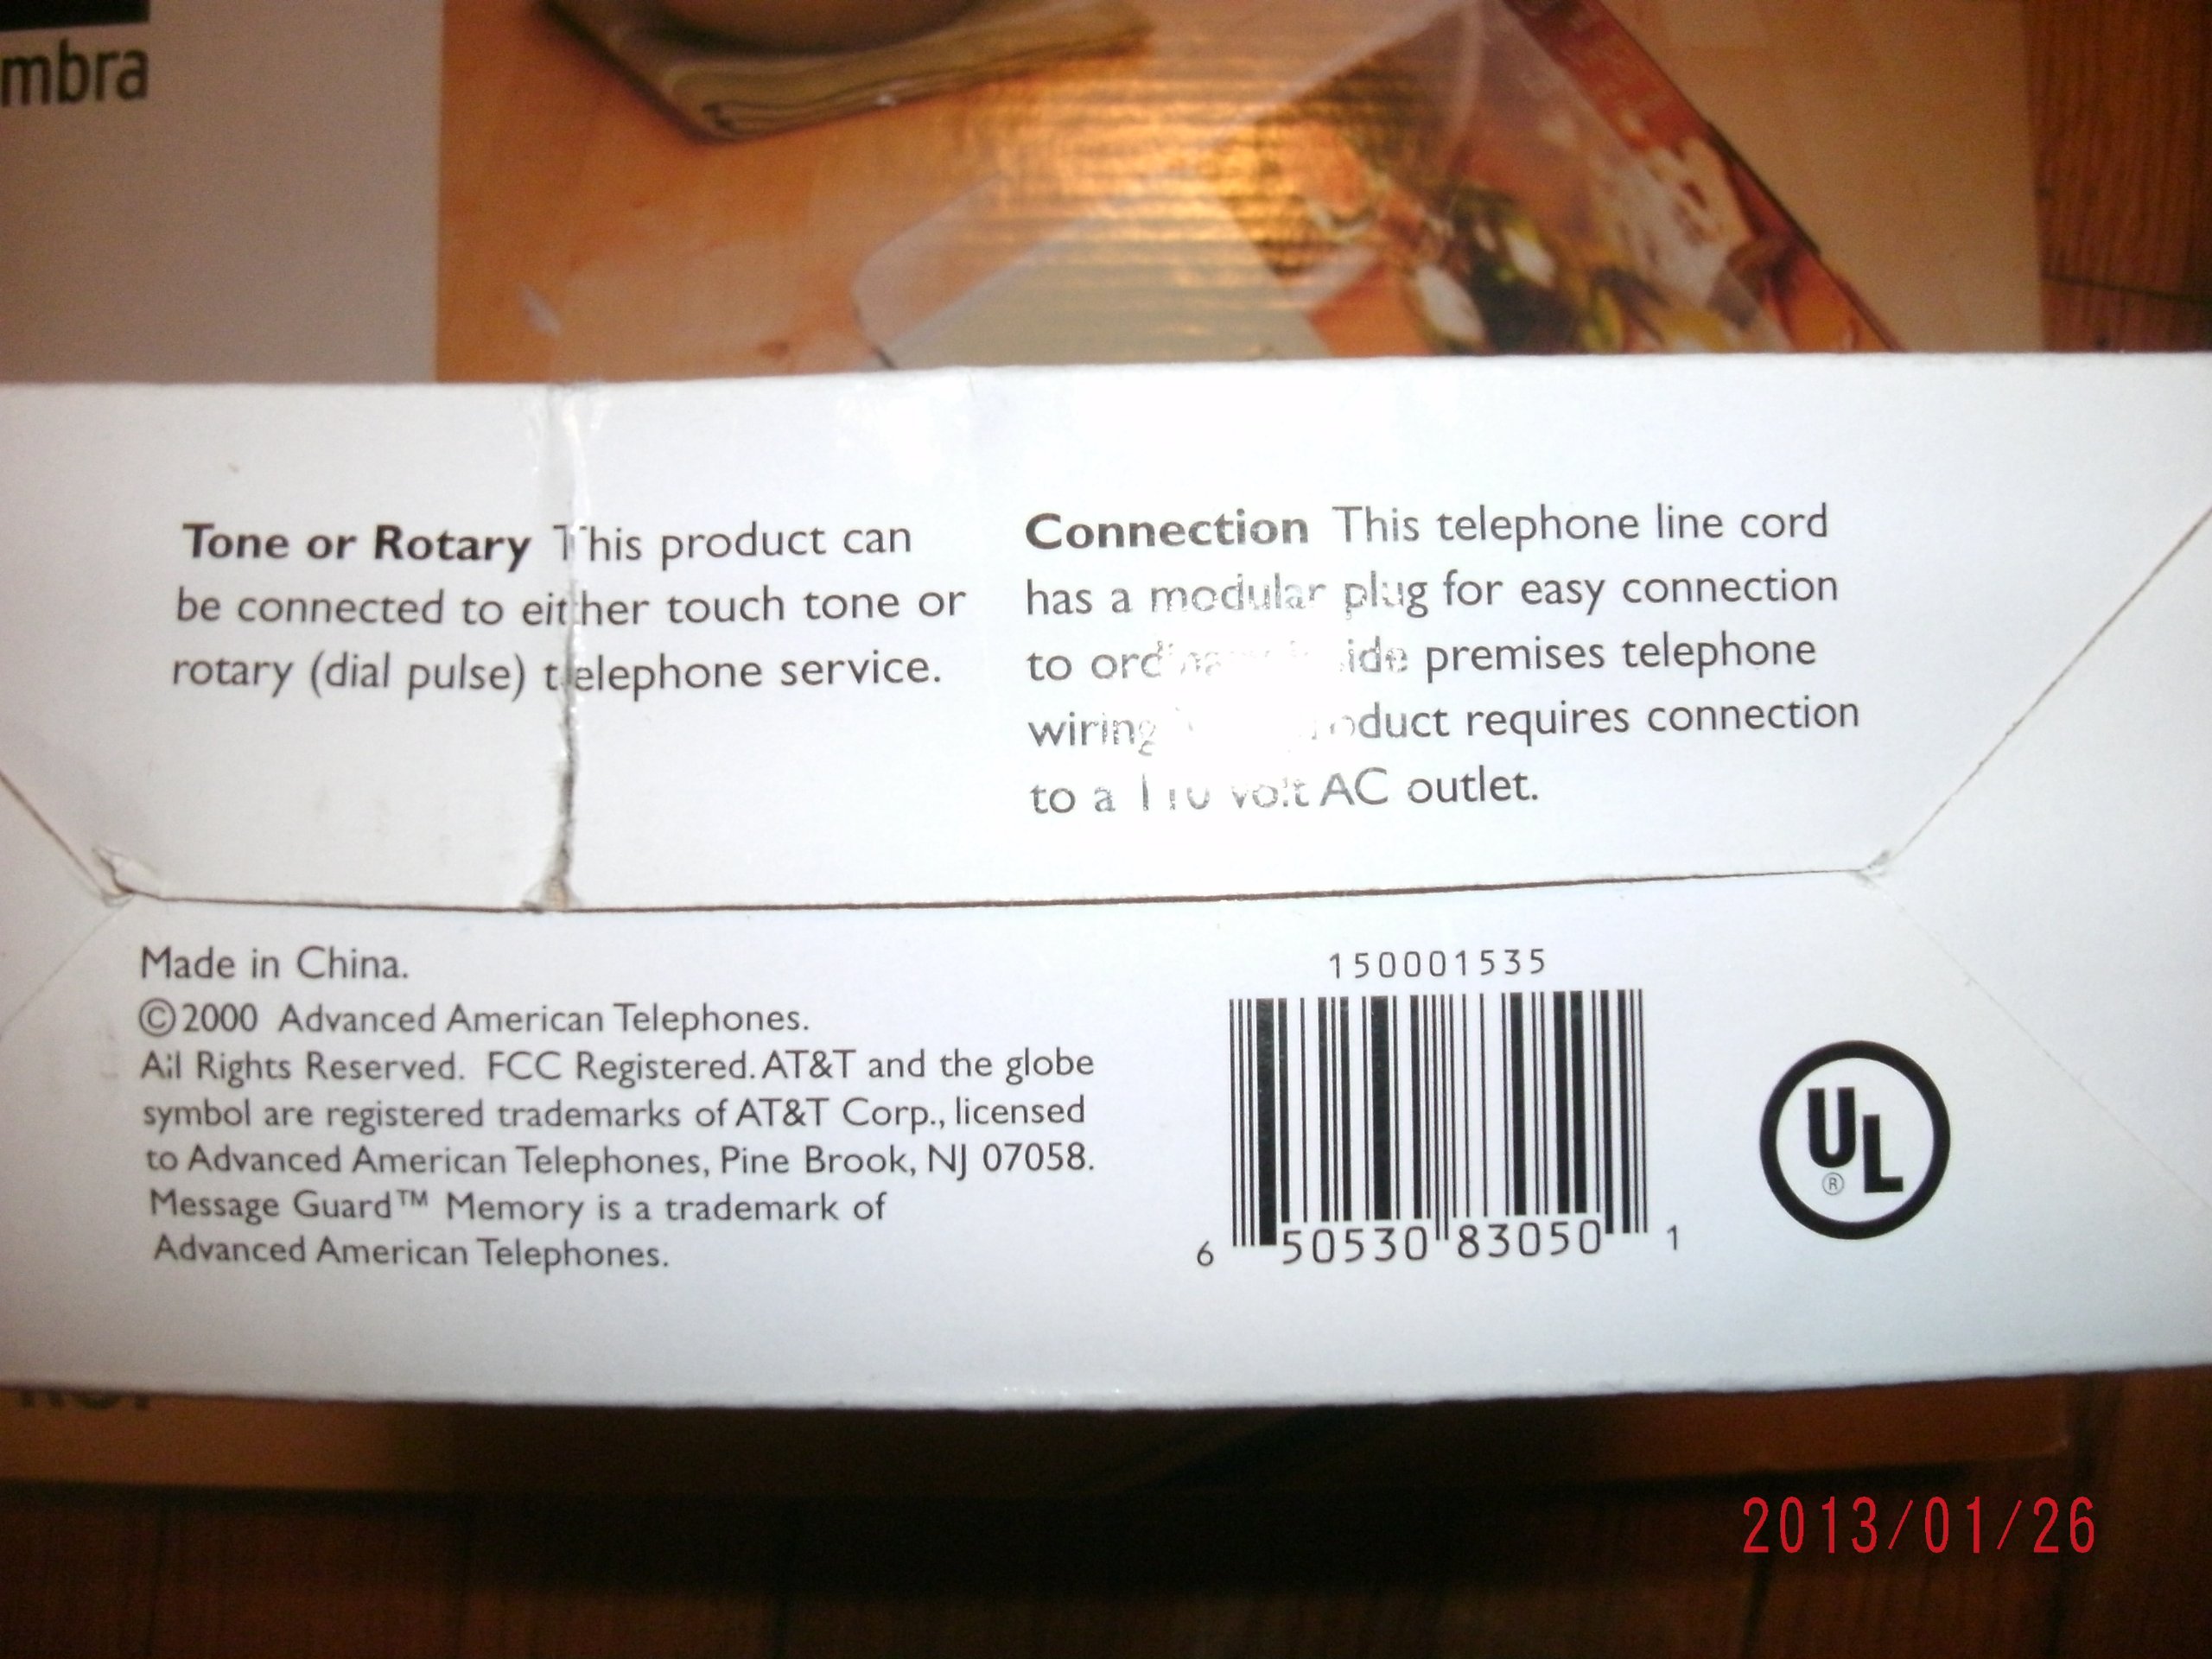 mbra
Tone or Rotary This product can
be connected to either touch tone or
rotary (dial pulse) telephone service.
Connection This telephone line cord
has a modular plug for easy connection
to premises telephone
wiring requires connection
to a 110 volt AC outlet.
Made in China.
©2000 Advanced American Telephones.
All Rights Reserved. FCC Registered. AT&T and the globe
symbol are registered trademarks of AT&T Corp., licensed
to Advanced American Telephones, Pine Brook, NJ 07058.
Message Guard™ Memory is a trademark of
Advanced American Telephones.
150001535
6 50530 83050 1
UL
®
2013/01/26